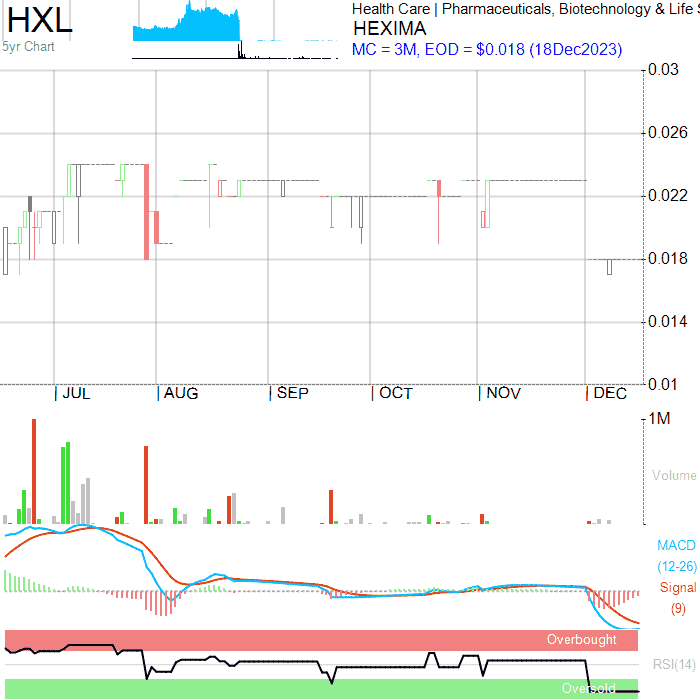 HXL
5yr Chart
Health Care | Pharmaceuticals, Biotechnology & Life S
HEXIMA
MC = 3M, EOD = $0.018 (18Dec2023)
0.03
0.026
0.022
0.018
0.014
0.01
JUL AUG SEP OCT NOV DEC
1M
Volume
MACD
(12-26)
Signal
(9)
Overbought
RSI(14)
Oversold